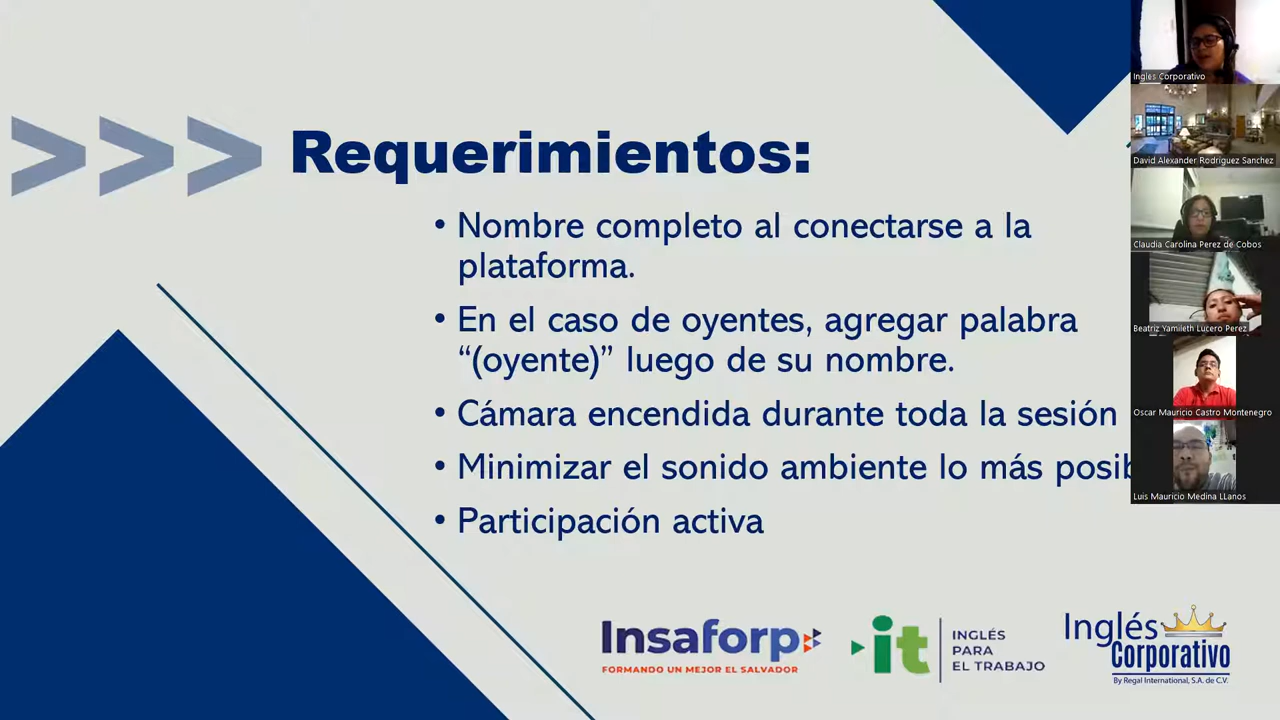 >>> Requerimientos:
• Nombre completo al conectarse a la
plataforma.
• En el caso de oyentes, agregar palabra
“(oyente)” luego de su nombre.
• Cámara encendida durante toda la sesión
• Minimizar el sonido ambiente lo más posib
• Participación activa
Insaforp
FORMANDO UN MEJOR EL SALVADOR
it
INGLÉS
PARA
EL TRABAJO
Inglés
Corporativo
By Regal International, S.A. de C.V.
Inglés Corporativo
David Alexander Rodriguez Sanchez
Claudia Carolina Perez de Cobos
Beatriz Yamileth Lucero Perez
Oscar Mauricio Castro Montenegro
Luis Mauricio Medina LLanos